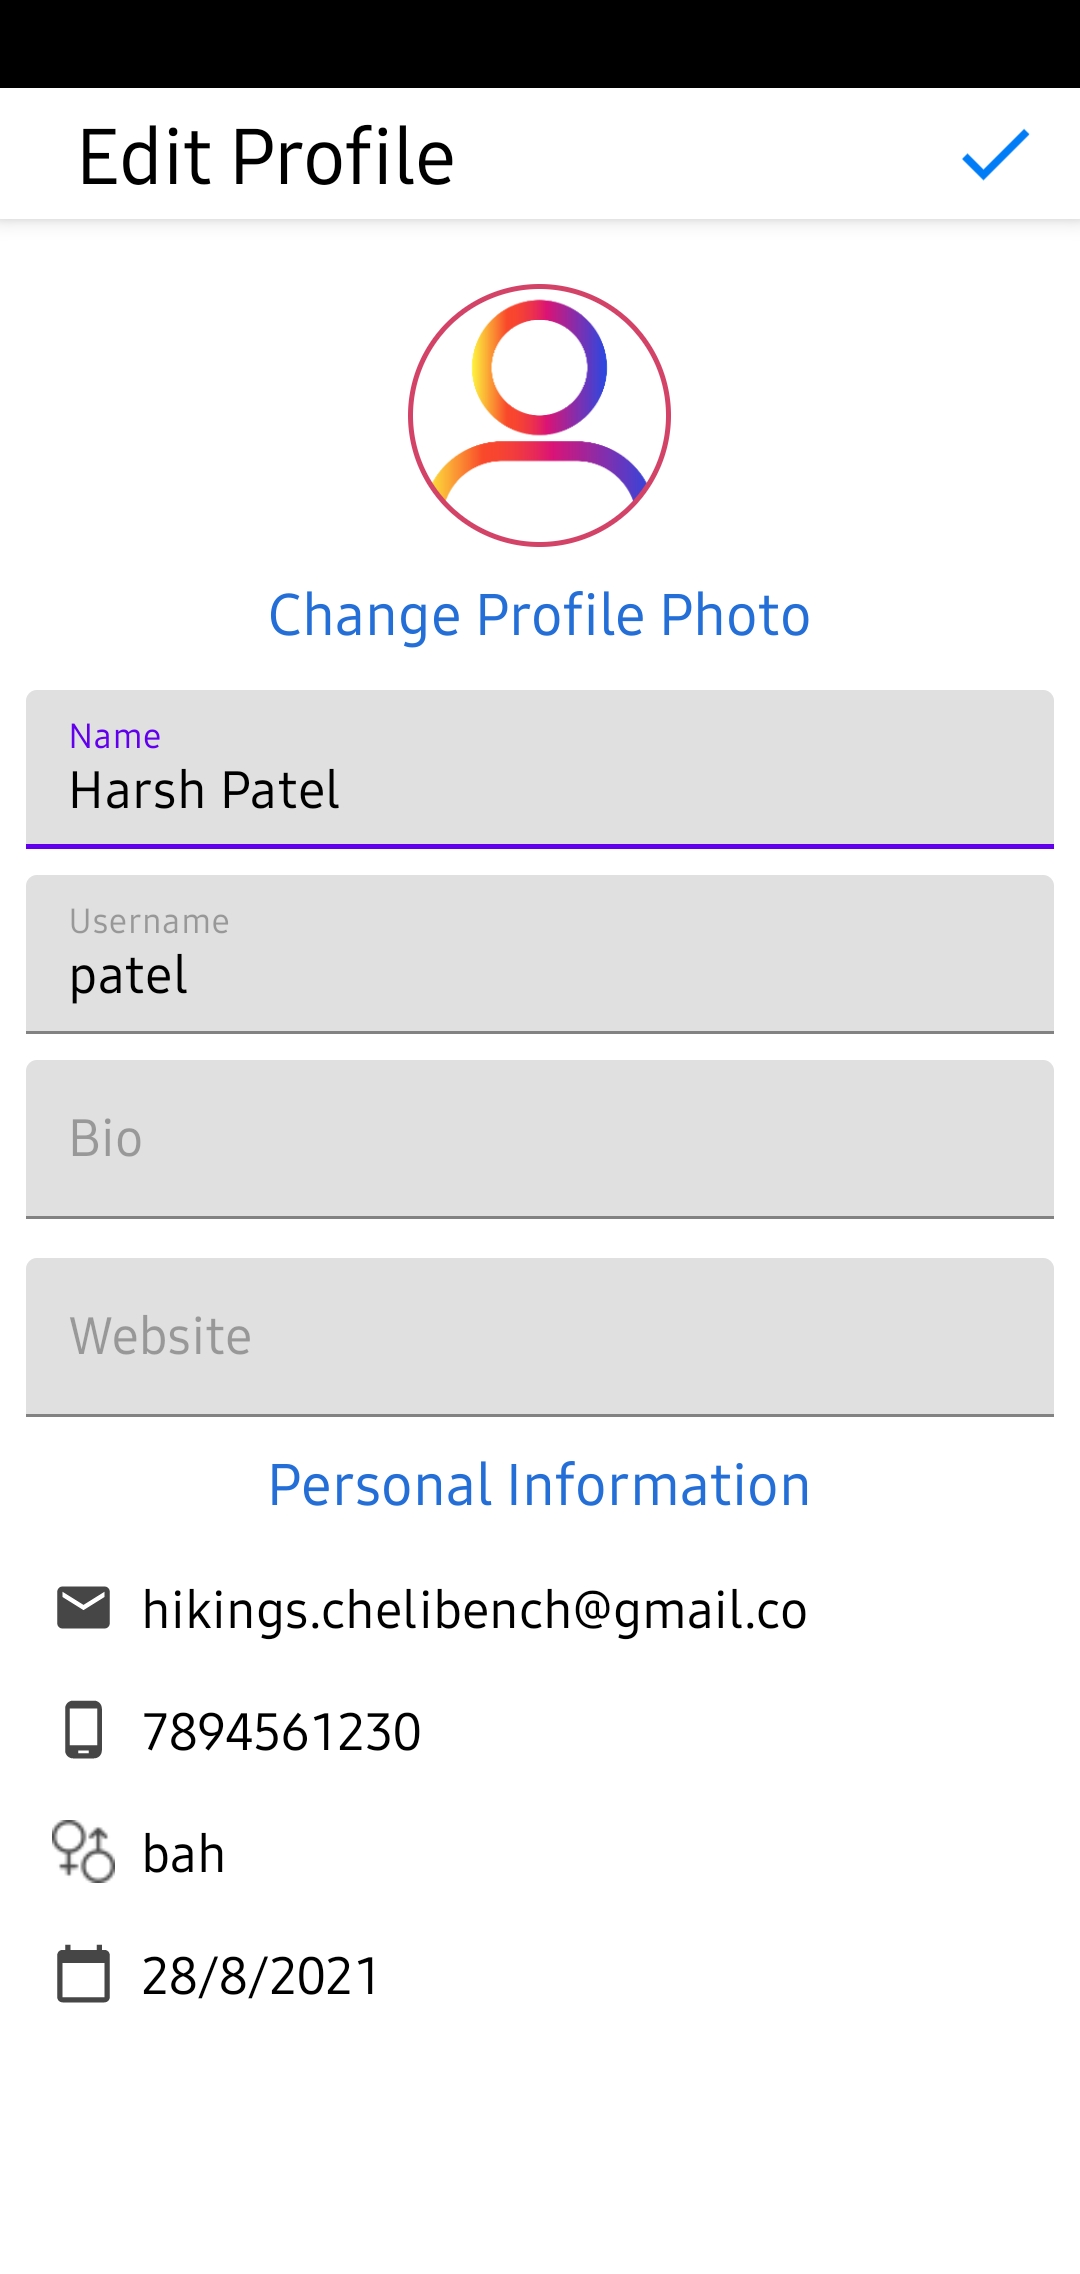 Edit Profile
Change Profile Photo
Name
Harsh Patel
Username
patel
Bio
Website
Personal Information
hikings.chelibench@gmail.co
7894561230
bah
28/8/2021